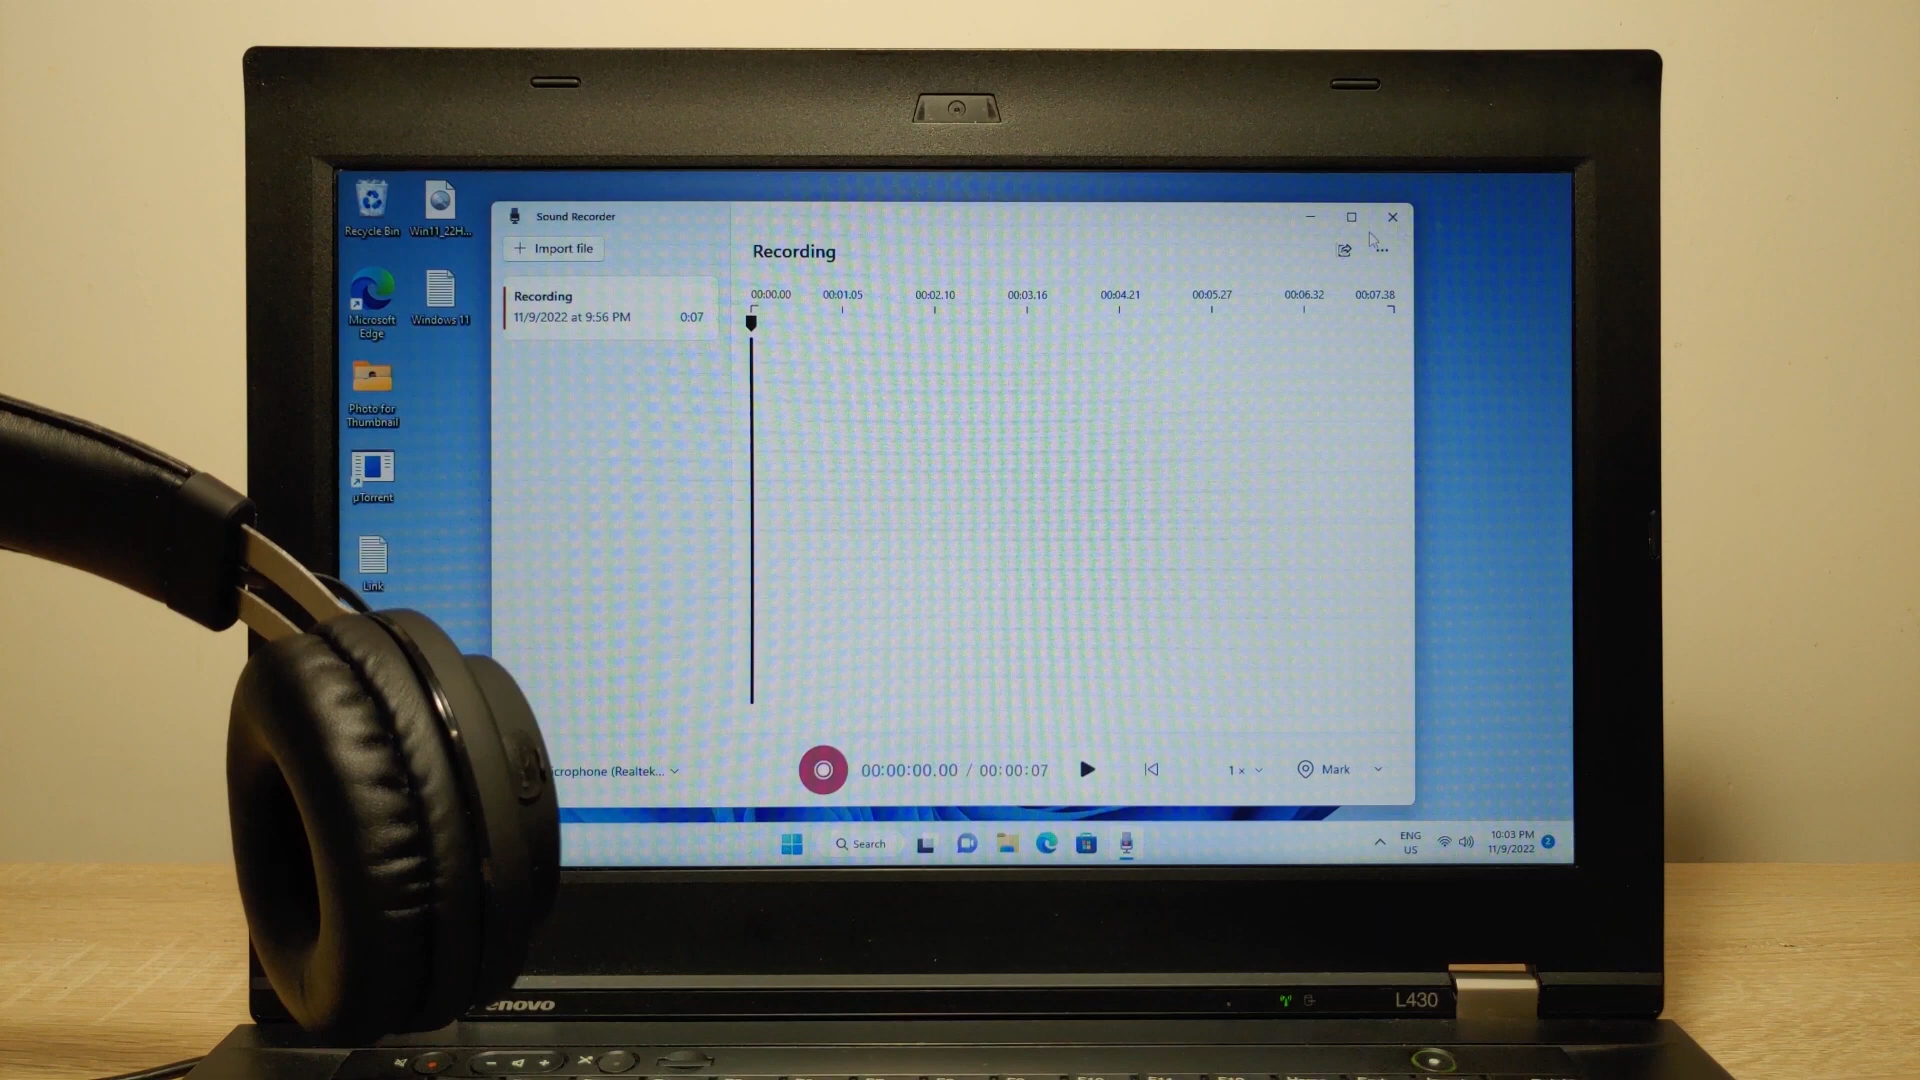 Recycle Bin
Win11_22H...
Microsoft
Edge
Windows 11
Photo for
Thumbnail
µTorrent
Link
Sound Recorder
Import file
Recording
11/9/2022 at 9:56 PM 0:07
Recording
00:00.00 00:01.05 00:02.10 00:03.16 00:04.21 00:05.27 00:06.32 00:07.38
crophone (Realtek...
00:00:00.00 / 00:00:07
1 ×
Mark
Search
ENG
US
10:03 PM
11/9/2022
2
enovo
L430